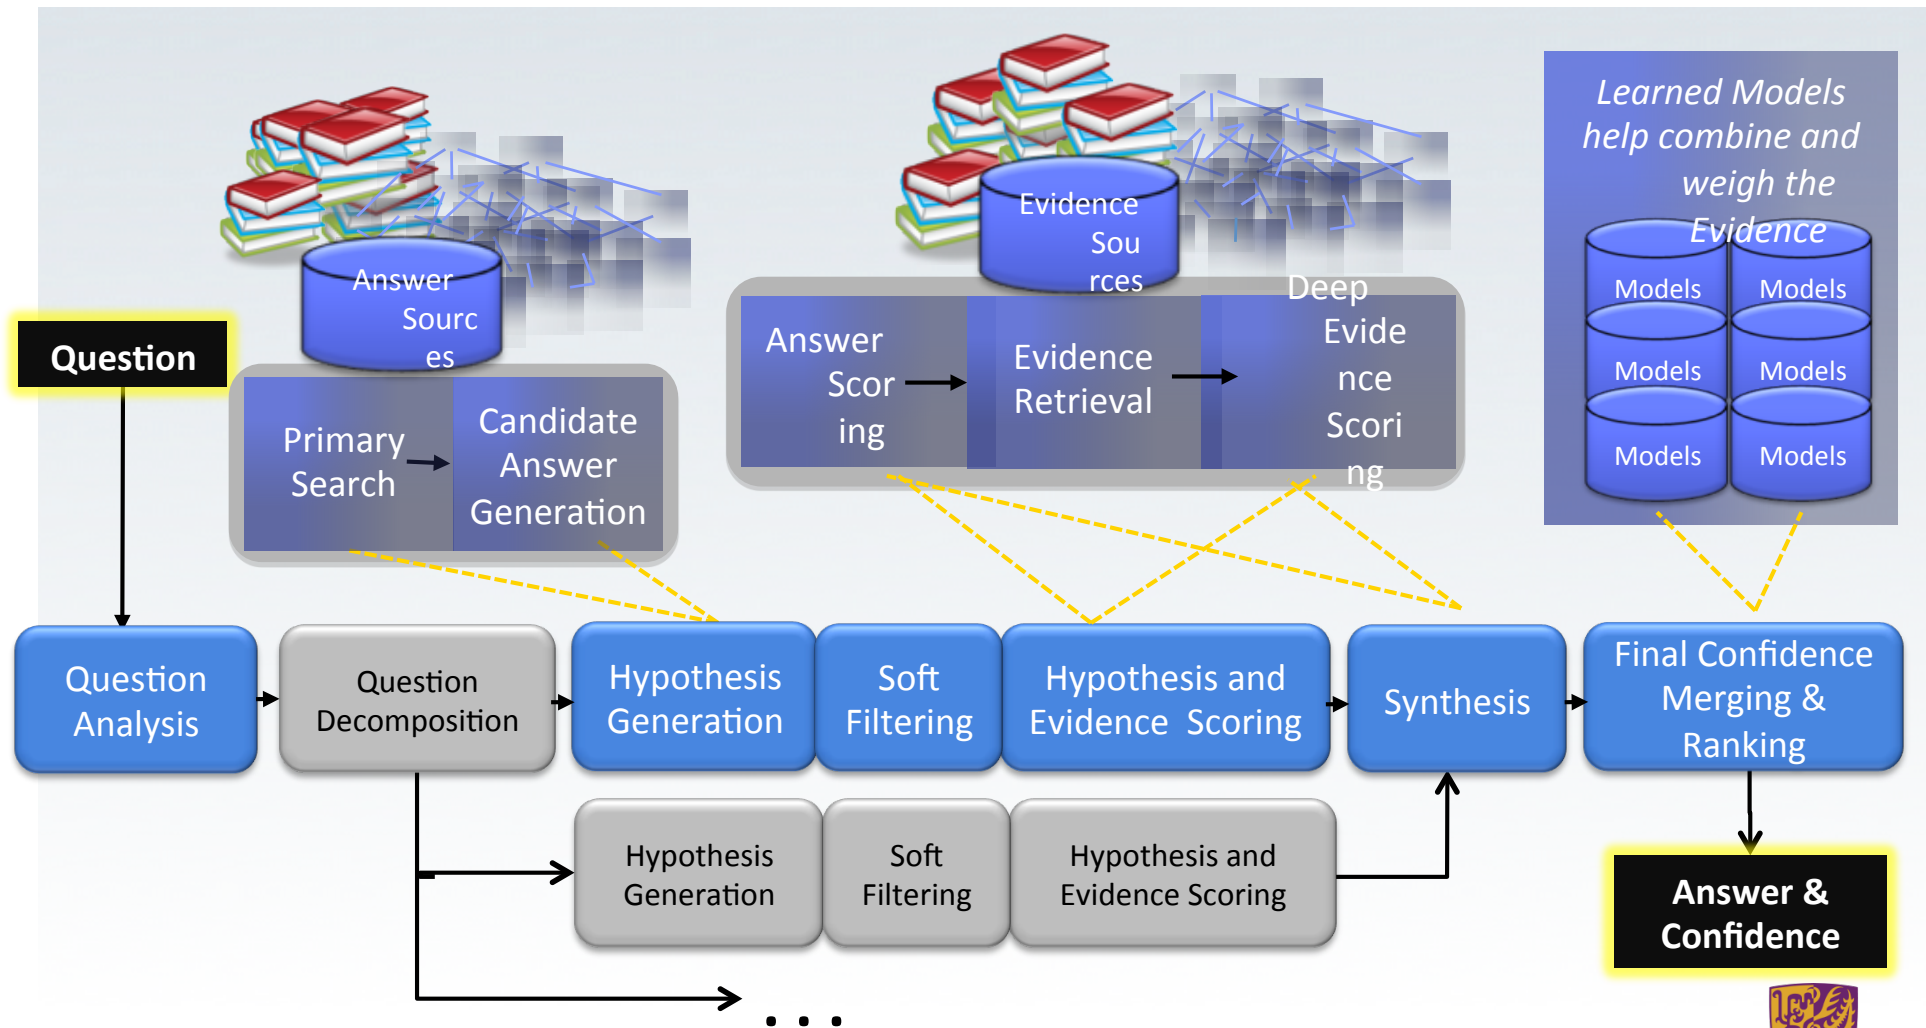 Learned Models
help combine and
weigh the
Evidence
Evidence
Sou
rces
Answer
Sourc
es
Models Models
Models Models
Models Models
Question
Primary
Search
Candidate
Answer
Generation
Answer
Scor
ing
Evidence
Retrieval
Deep
Evide
nce
Scori
ng
Question
Analysis
Question
Decomposition
Hypothesis
Generation
Soft
Filtering
Hypothesis and
Evidence Scoring
Synthesis
Final Confidence
Merging &
Ranking
Hypothesis
Generation
Soft
Filtering
Hypothesis and
Evidence Scoring
Answer &
Confidence
. . .